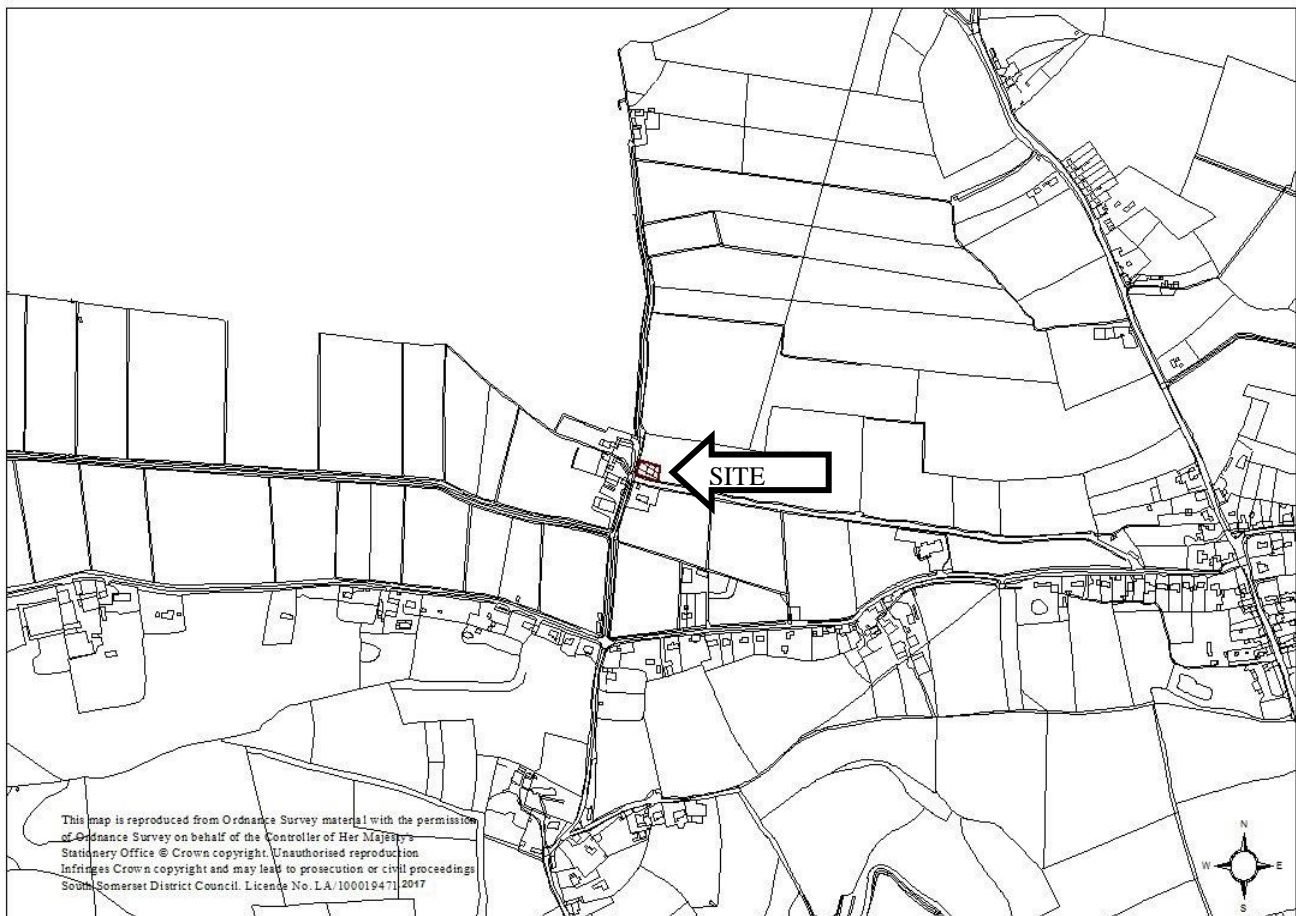 SITE
This map is reproduced from Ordnance Survey material with the permission
of Ordnance Survey on behalf of the Controller of Her Majesty's
Stationery Office © Crown copyright. Unauthorised reproduction
Infringes Crown copyright and may lead to prosecution or civil proceedings
South Somerset District Council. Licence No. LA/100019471-2017
N
W
E
S